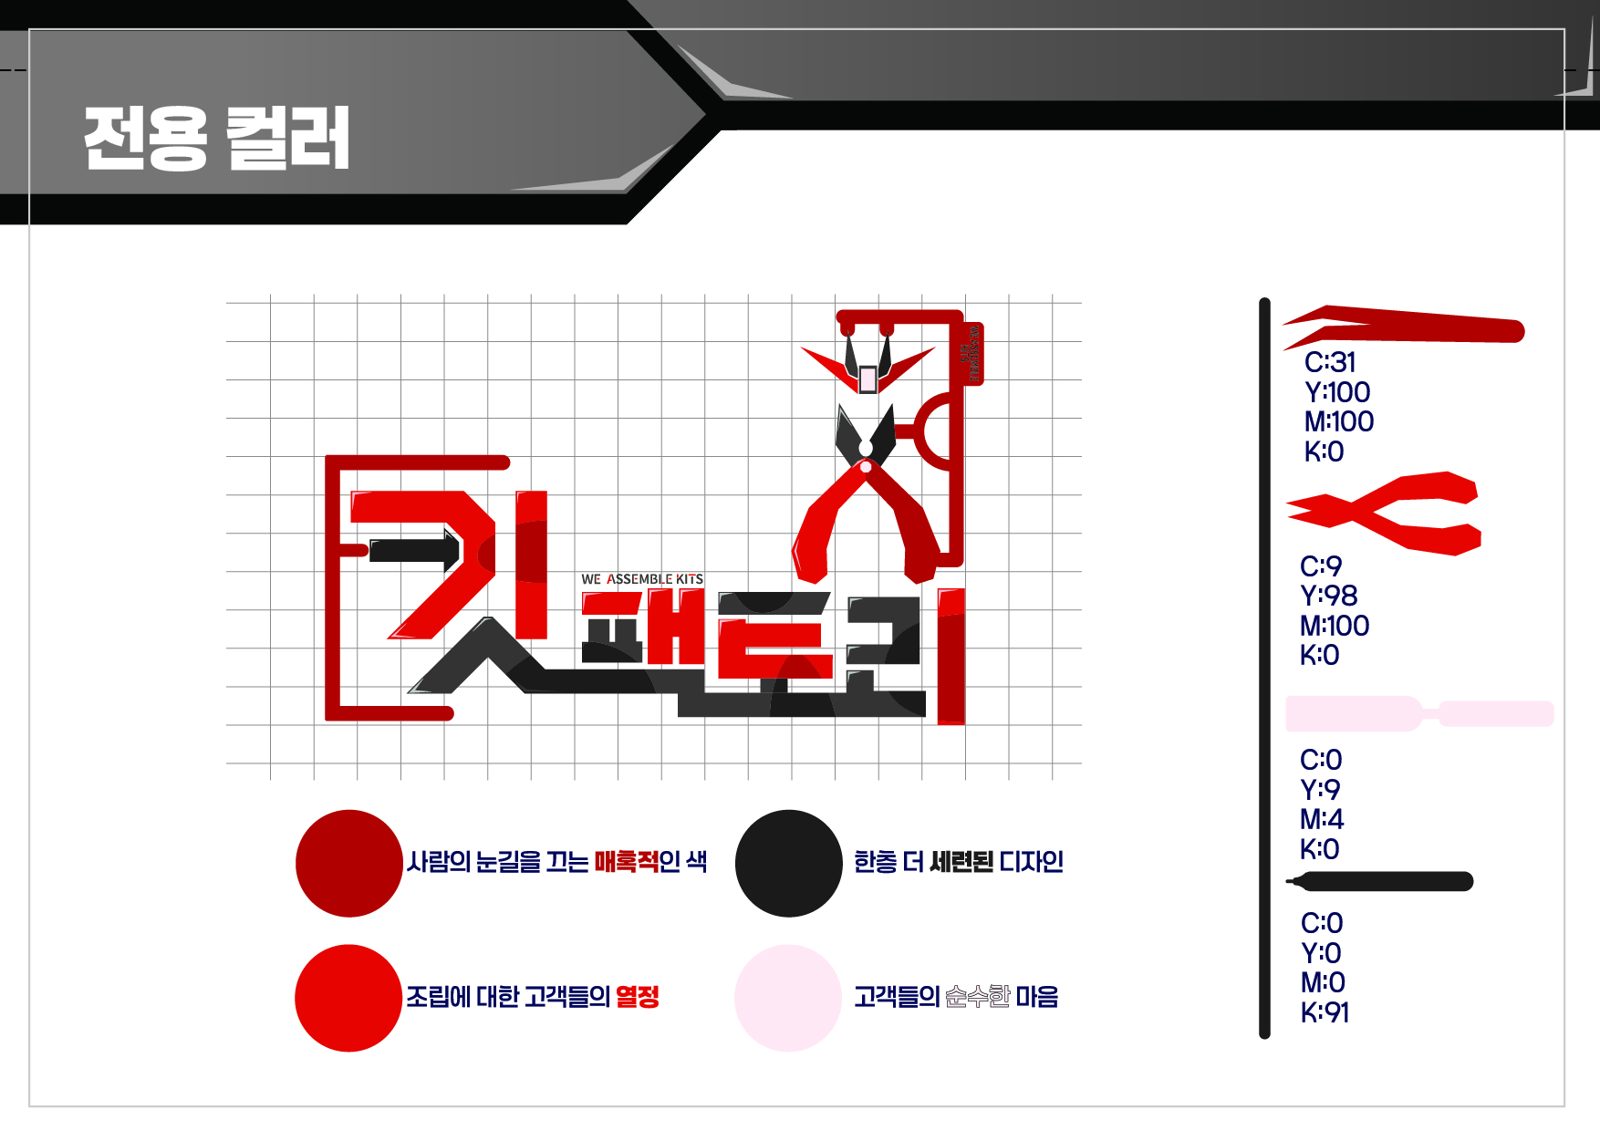 전용 컬러
WE ASSEMBLE KITS
WE ASSEMBLE
KITS
킷팩토리
사람의 눈길을 끄는 매혹적인 색
한층 더 세련된 디자인
조립에 대한 고객들의 열정
고객들의 순수한 마음
C:31
Y:100
M:100
K:0
C:9
Y:98
M:100
K:0
C:0
Y:9
M:4
K:0
C:0
Y:0
M:0
K:91